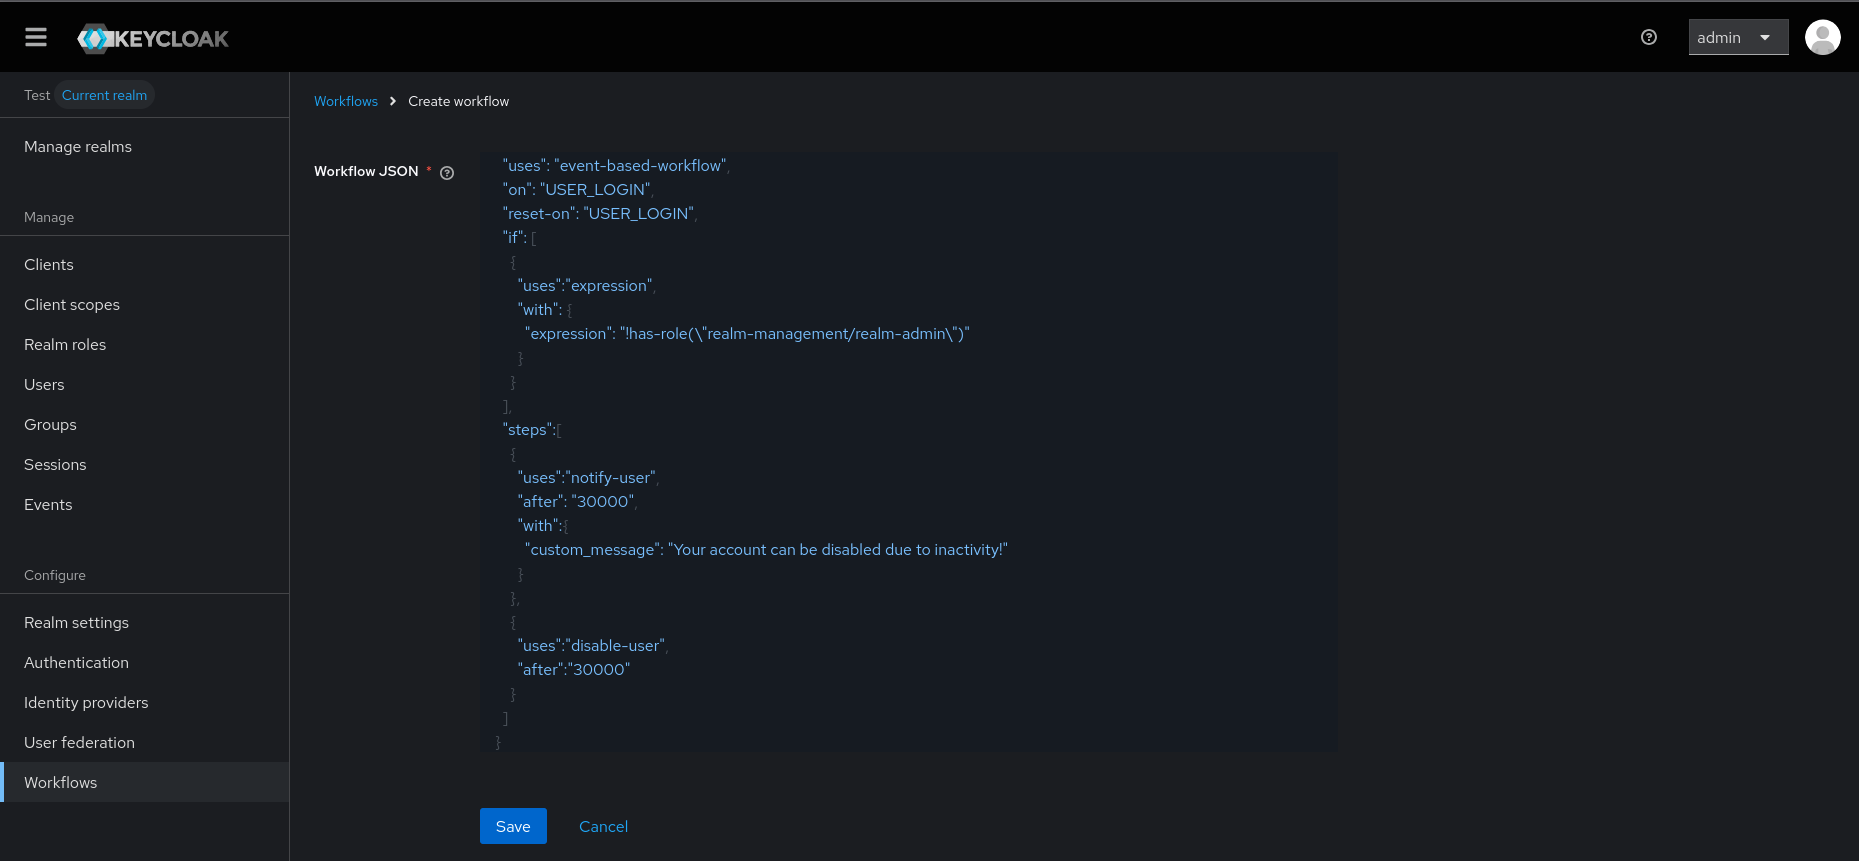 KEYCLOAK
admin
Test Current realm
Manage realms
Manage
Clients
Client scopes
Realm roles
Users
Groups
Sessions
Events
Configure
Realm settings
Authentication
Identity providers
User federation
Workflows
Workflows > Create workflow
Workflow JSON *
"uses": "event-based-workflow",
"on": "USER_LOGIN",
"reset-on": "USER_LOGIN",
"if": [
{
"uses":"expression",
"with": {
"expression": "!has-role(\"realm-management/realm-admin\")"
}
}
],
"steps":[
{
"uses":"notify-user",
"after": "30000",
"with":{
"custom_message": "Your account can be disabled due to inactivity!"
}
},
{
"uses":"disable-user",
"after":"30000"
}
]
}
Save
Cancel